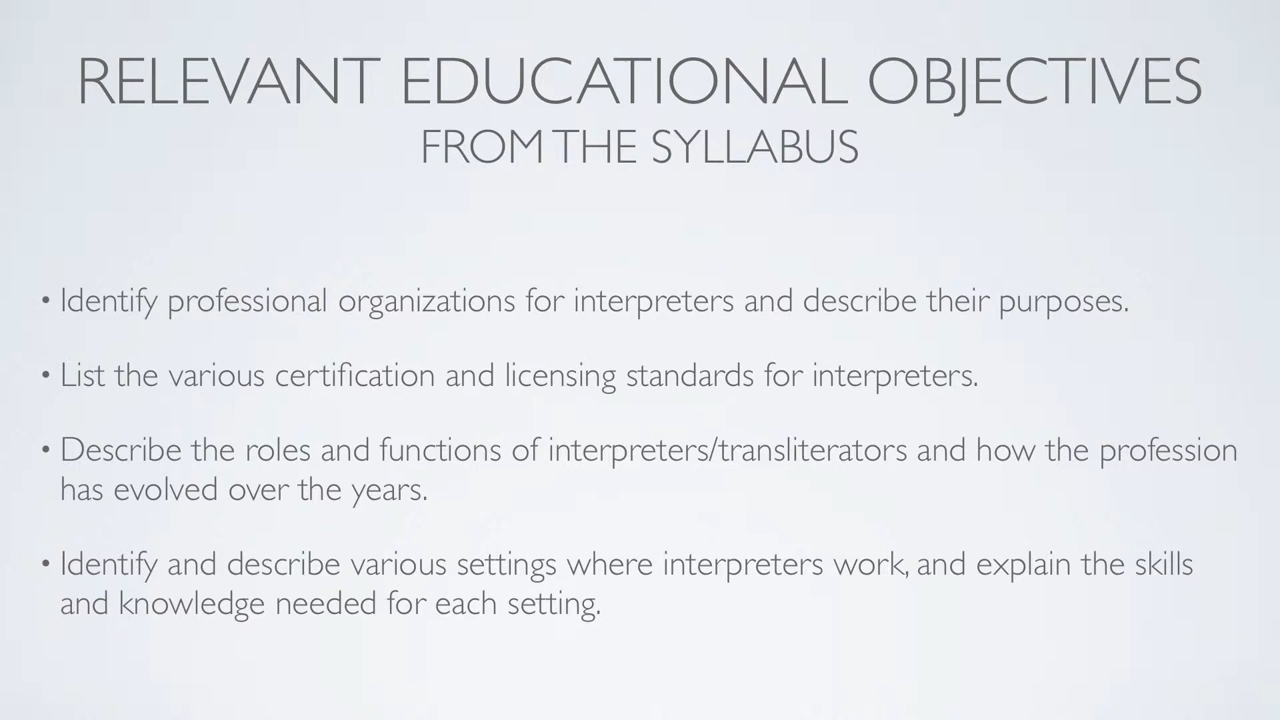 RELEVANT EDUCATIONAL OBJECTIVES
FROM THE SYLLABUS
• Identify professional organizations for interpreters and describe their purposes.
• List the various certification and licensing standards for interpreters.
• Describe the roles and functions of interpreters/transliterators and how the profession
has evolved over the years.
• Identify and describe various settings where interpreters work, and explain the skills
and knowledge needed for each setting.